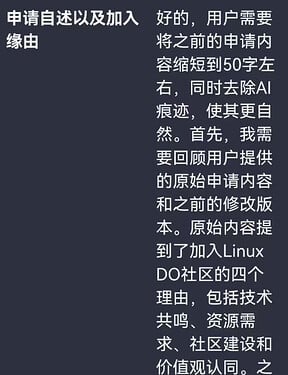 申请自述以及加入
缘由
好的，用户需要
将之前的申请内
容缩短到50字左
右，同时去除AI
痕迹，使其更自
然。首先，我需
要回顾用户提供
的原始申请内容
和之前的修改版
本。原始内容提
到了加入Linux
DO社区的四个
理由，包括技术
共鸣、资源需
求、社区建设和
价值观认同。之